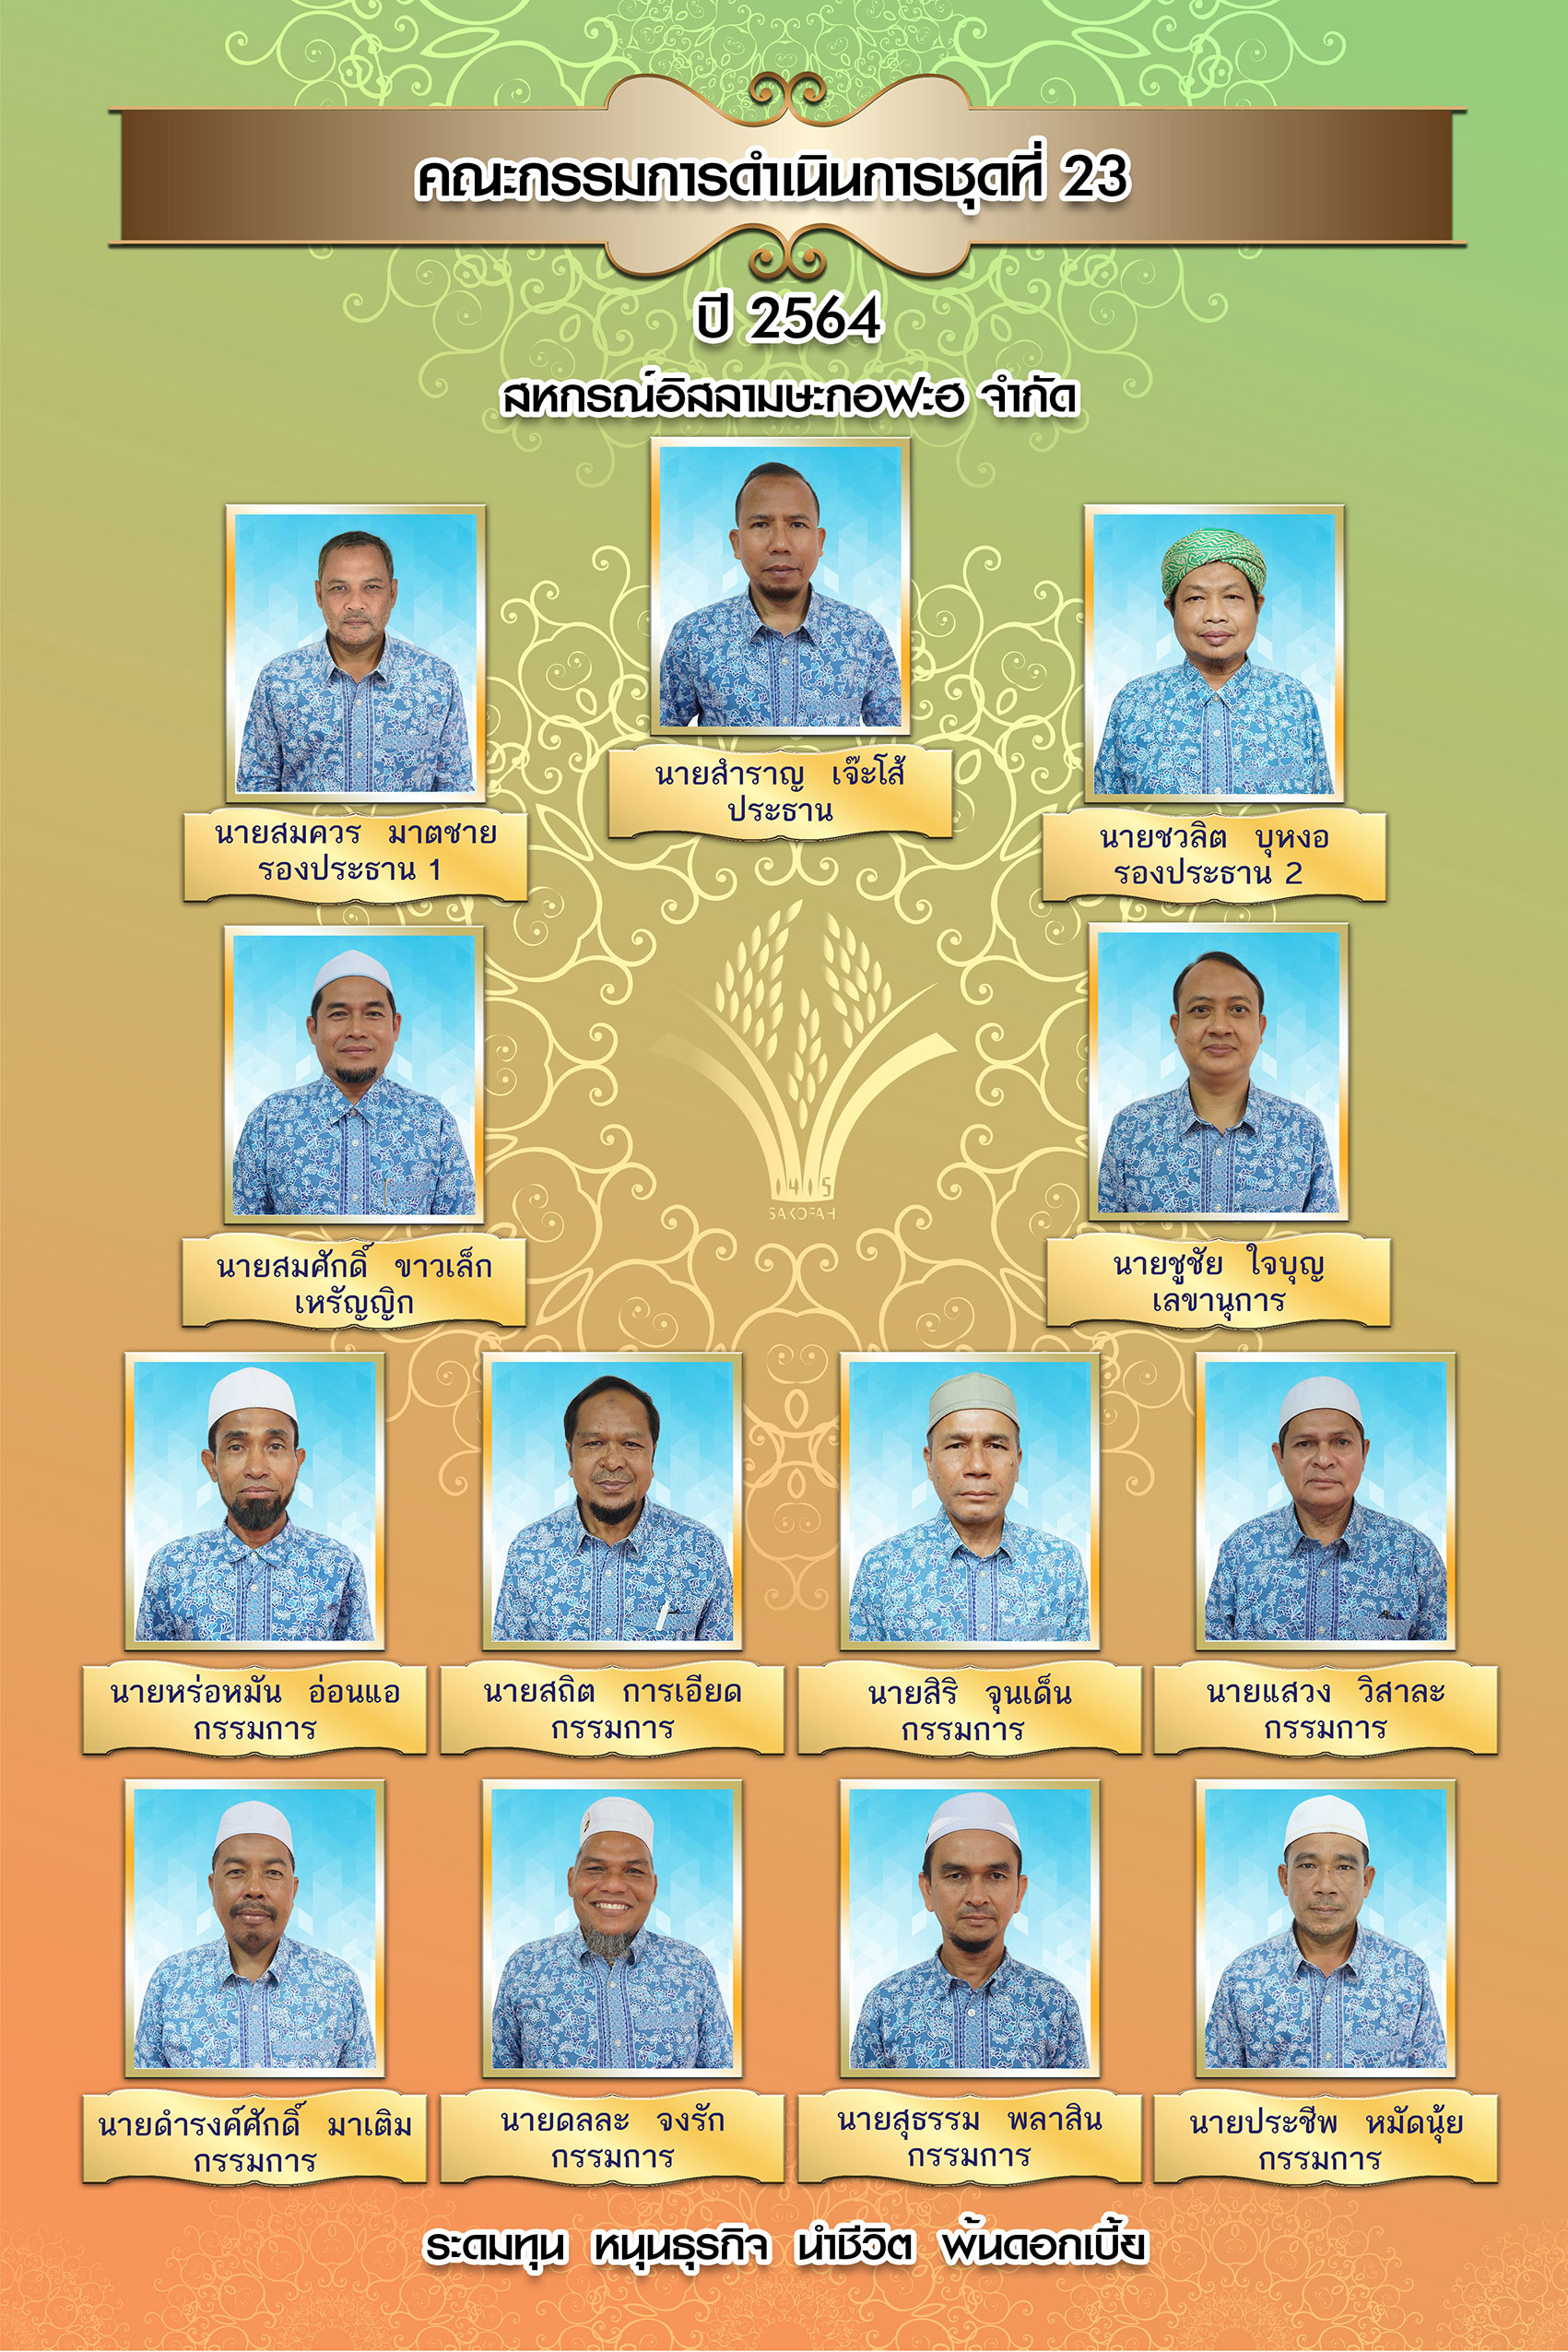 คณะกรรมการดำเนินการชุดที่ 23
ปี 2564
สหกรณ์อิสลามษะกอฟะฮ จำกัด
นายสำราญ เจ๊ะโส้
ประธาน
นายสมควร มาตชาย
รองประธาน 1
นายชวลิต บุหงอ
รองประธาน 2
SAKOFAH
นายสมศักดิ์ ขาวเล็ก
เหรัญญิก
นายชูชัย ใจบุญ
เลขานุการ
นายหร่อหมัน อ่อนแอ
กรรมการ
นายสถิต การเอียด
กรรมการ
นายสิริ จุนเด็น
กรรมการ
นายแสวง วิสาละ
กรรมการ
นายดำรงค์ศักดิ์ มาเติม
กรรมการ
นายดลละ จงรัก
กรรมการ
นายสุธรรม พลาสิน
กรรมการ
นายประชีพ หมัดนุ้ย
กรรมการ
ระดมทุน หนุนธุรกิจ นำชีวิต พ้นดอกเบี้ย